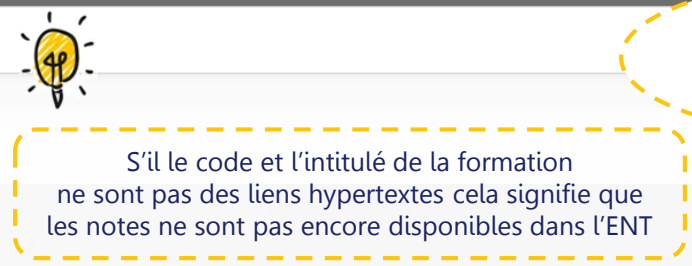 S’il le code et l’intitulé de la formation
ne sont pas des liens hypertextes cela signifie que
les notes ne sont pas encore disponibles dans l’ENT